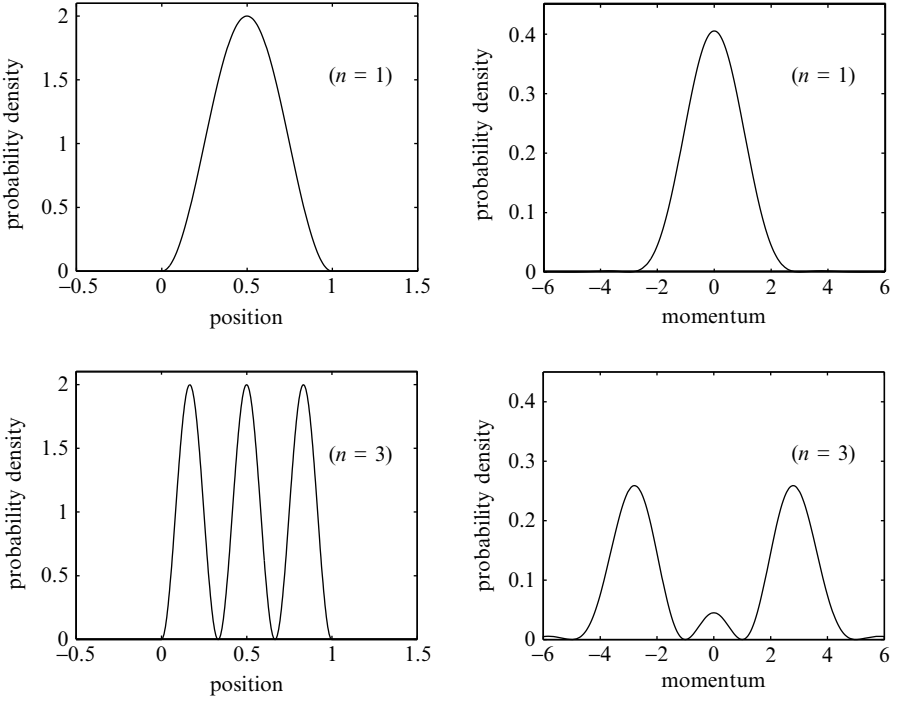 probability density
2
1.5
1
0.5
0
(n = 1)
−0.5 0 0.5 1 1.5
position
probability density
0.4
0.3
0.2
0.1
0
(n = 1)
−6 −4 −2 0 2 4 6
momentum
probability density
2
1.5
1
0.5
0
(n = 3)
−0.5 0 0.5 1 1.5
position
probability density
0.4
0.3
0.2
0.1
0
(n = 3)
−6 −4 −2 0 2 4 6
momentum